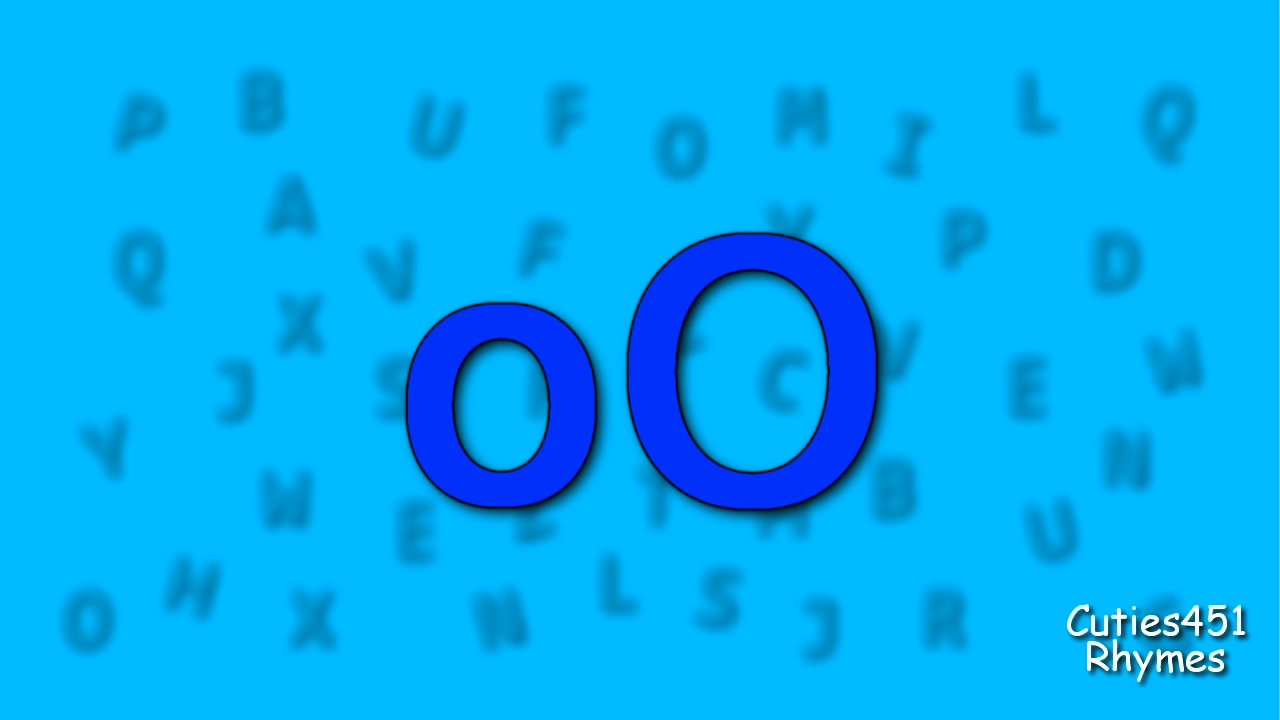 P B U F O M I L Q
A
Q V F Y P D
X
J S C V E W
Y N
W E T B U
O H X N L S J R
oO
Cuties451
Rhymes